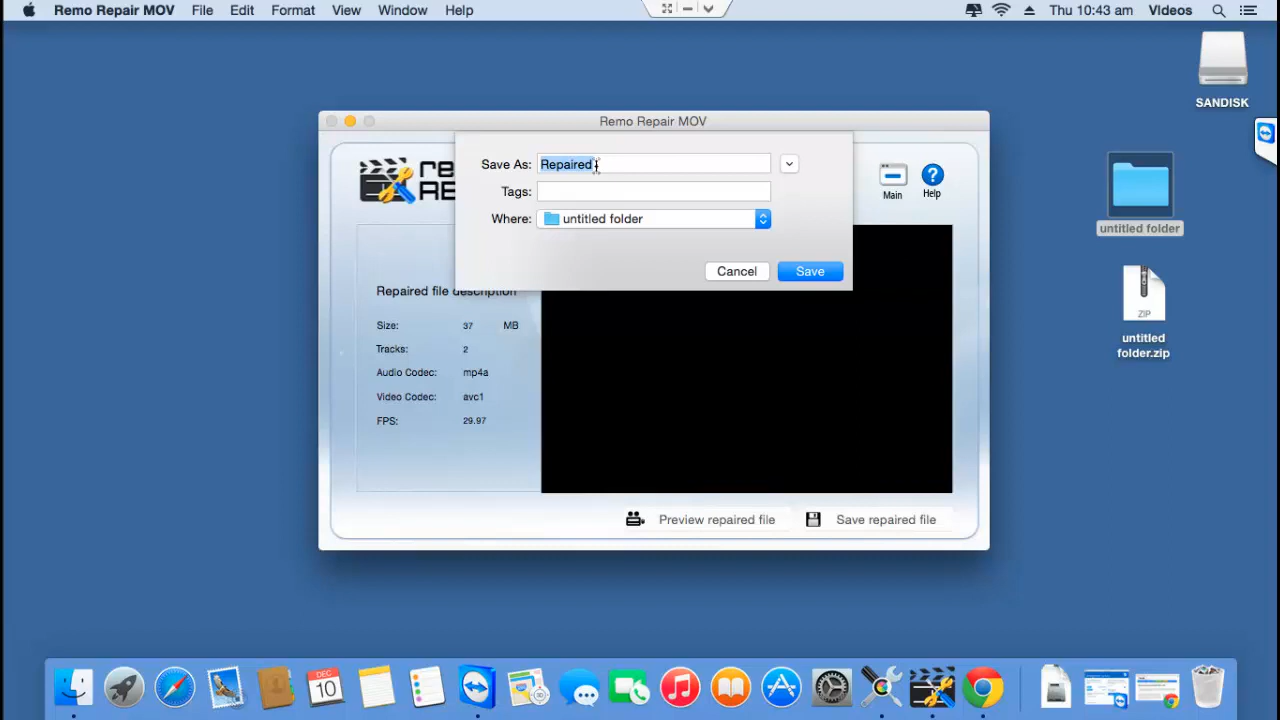 Remo Repair MOV File Edit Format View Window Help Thu 10:43 am Videos
SANDISK
Remo Repair MOV
Save As: Repaired
Tags:
Where: untitled folder
Cancel Save
re
RE
Main Help
untitled folder
Repaired file description
Size: 37 MB
Tracks: 2
Audio Codec: mp4a
Video Codec: avc1
FPS: 29.97
ZIP
untitled
folder.zip
Preview repaired file Save repaired file
DEC
10